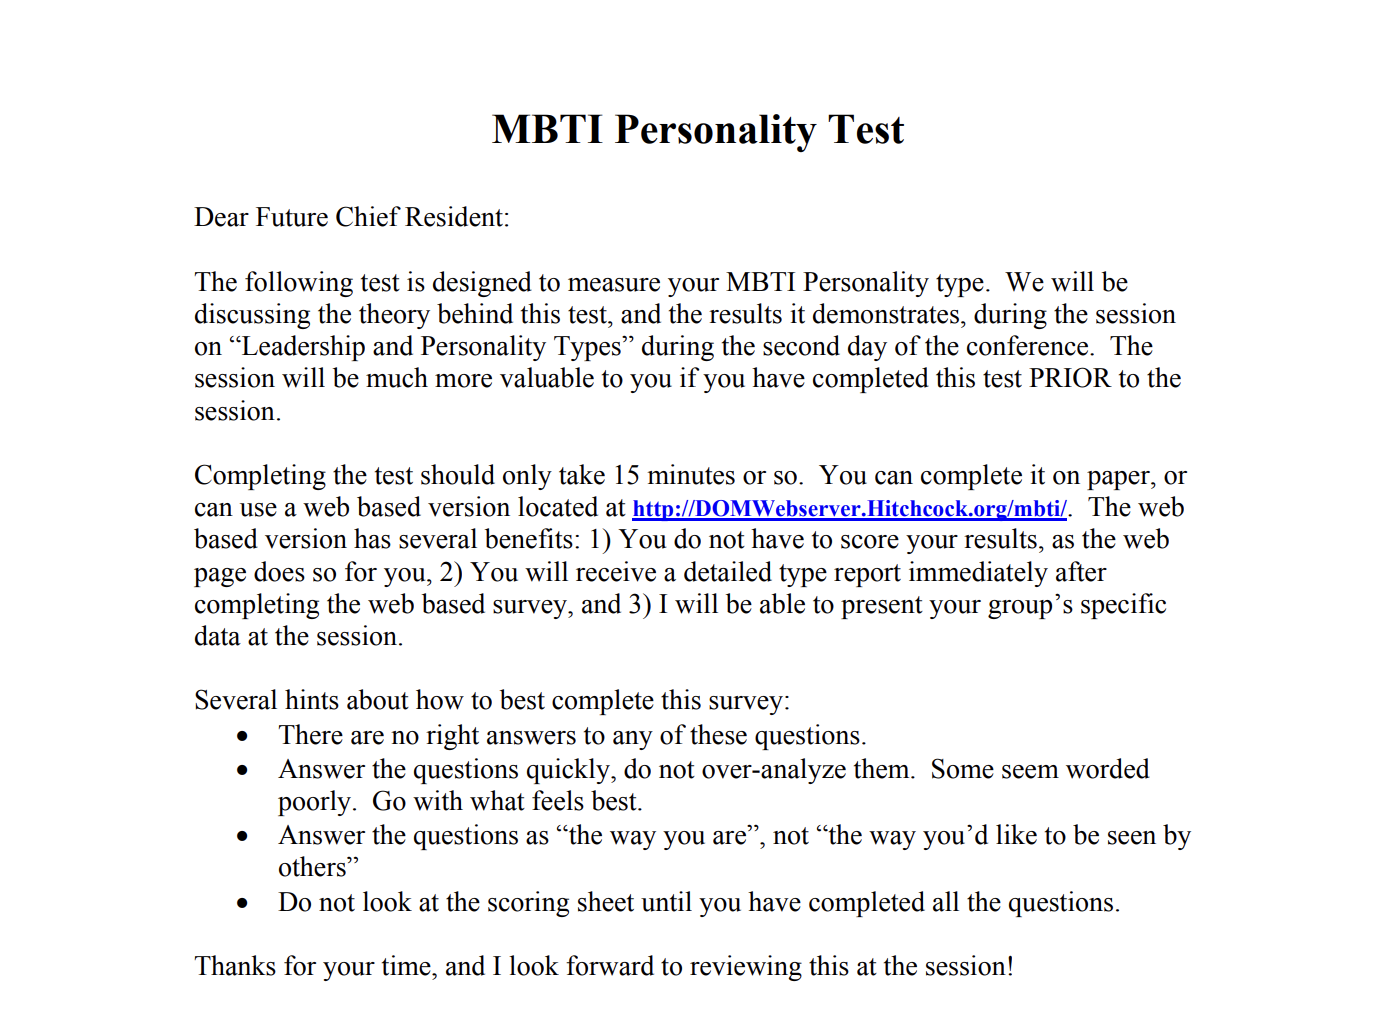 MBTI Personality Test
Dear Future Chief Resident:
The following test is designed to measure your MBTI Personality type.  We will be
discussing the theory behind this test, and the results it demonstrates, during the session
on “Leadership and Personality Types” during the second day of the conference.  The
session will be much more valuable to you if you have completed this test PRIOR to the
session.
Completing the test should only take 15 minutes or so.  You can complete it on paper, or
can use a web based version located at http://DOMWebserver.Hitchcock.org/mbti/.  The web
based version has several benefits: 1) You do not have to score your results, as the web
page does so for you, 2) You will receive a detailed type report immediately after
completing the web based survey, and 3) I will be able to present your group’s specific
data at the session.
Several hints about how to best complete this survey:
• There are no right answers to any of these questions.
• Answer the questions quickly, do not over-analyze them.  Some seem worded
poorly.  Go with what feels best.
• Answer the questions as “the way you are”, not “the way you’d like to be seen by
others”
• Do not look at the scoring sheet until you have completed all the questions.
Thanks for your time, and I look forward to reviewing this at the session!